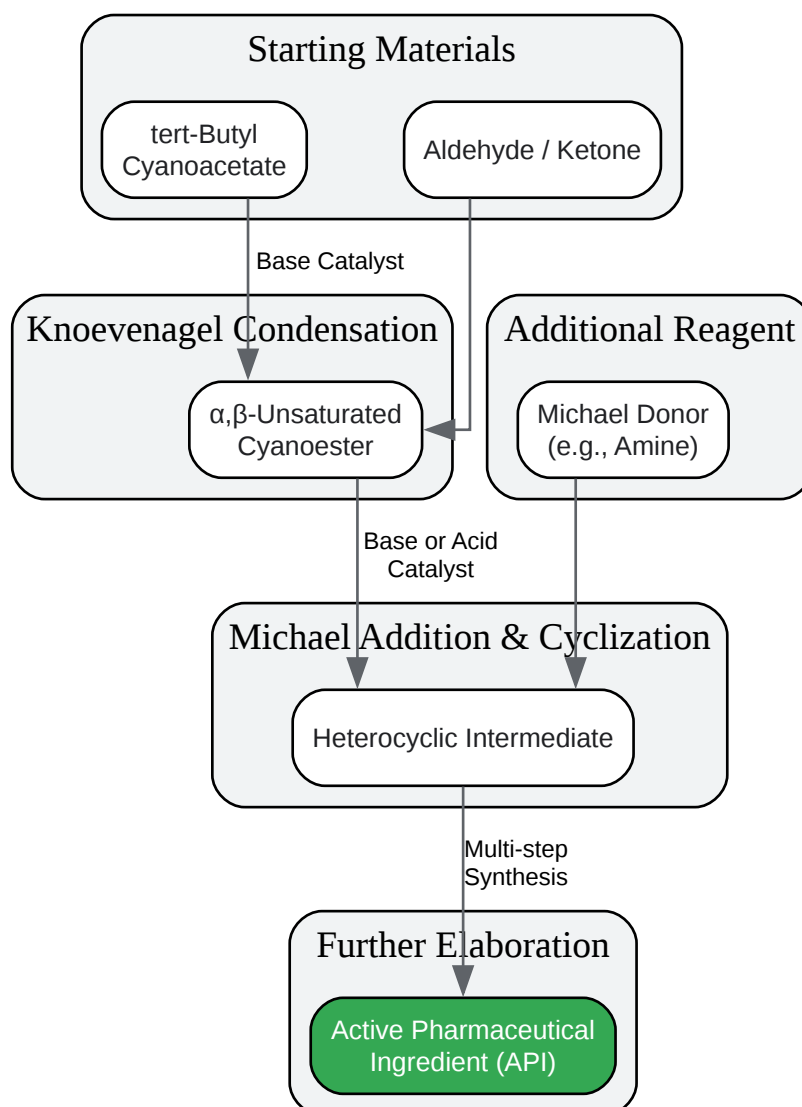 Starting Materials
tert-Butyl
Cyanoacetate
Aldehyde / Ketone
Base Catalyst
Knoevenagel Condensation
Additional Reagent
α,β-Unsaturated
Cyanoester
Michael Donor
(e.g., Amine)
Base or Acid
Catalyst
Michael Addition & Cyclization
Heterocyclic Intermediate
Multi-step
Synthesis
Further Elaboration
Active Pharmaceutical
Ingredient (API)